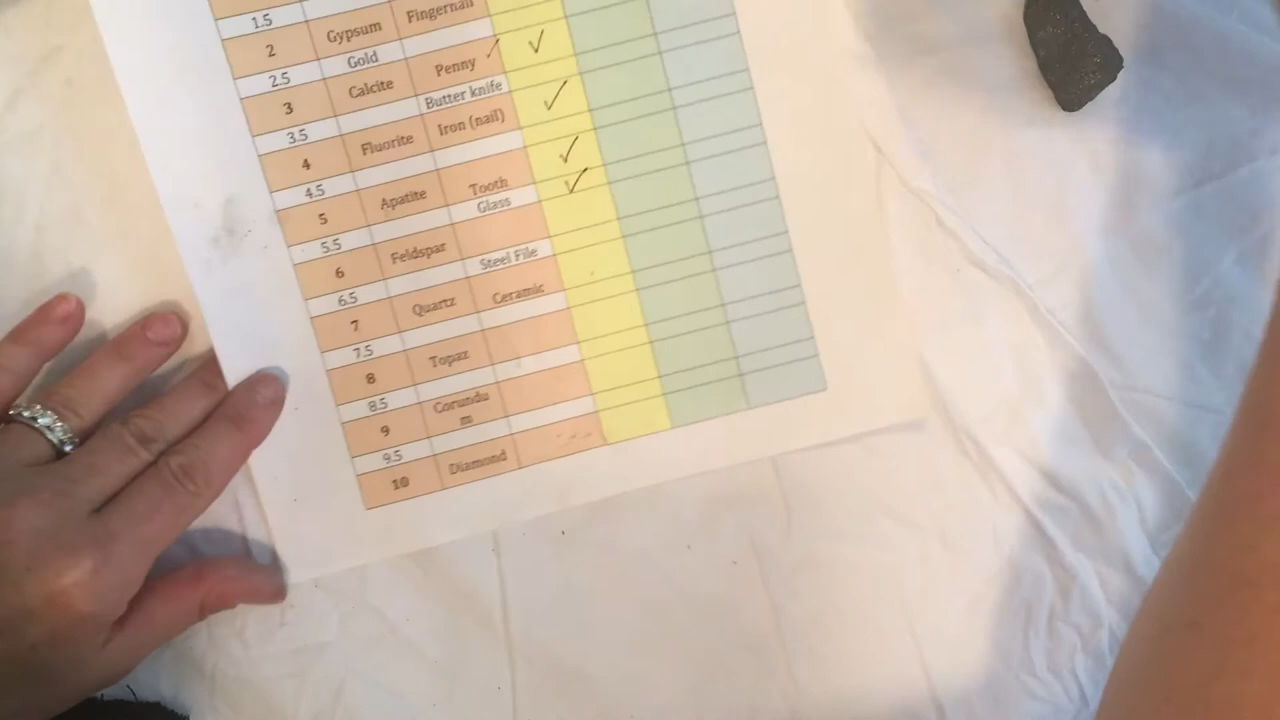 1.5
2 Gypsum Fingernail
2.5 Gold
3 Calcite Penny ✓
3.5 Butter knife
4 Fluorite Iron (nail) ✓
4.5
5 Apatite Tooth ✓
5.5 Glass ✓
6 Feldspar
6.5 Steel File
7 Quartz Ceramic
7.5
8 Topaz
8.5
9 Corundu
m
9.5
10 Diamond